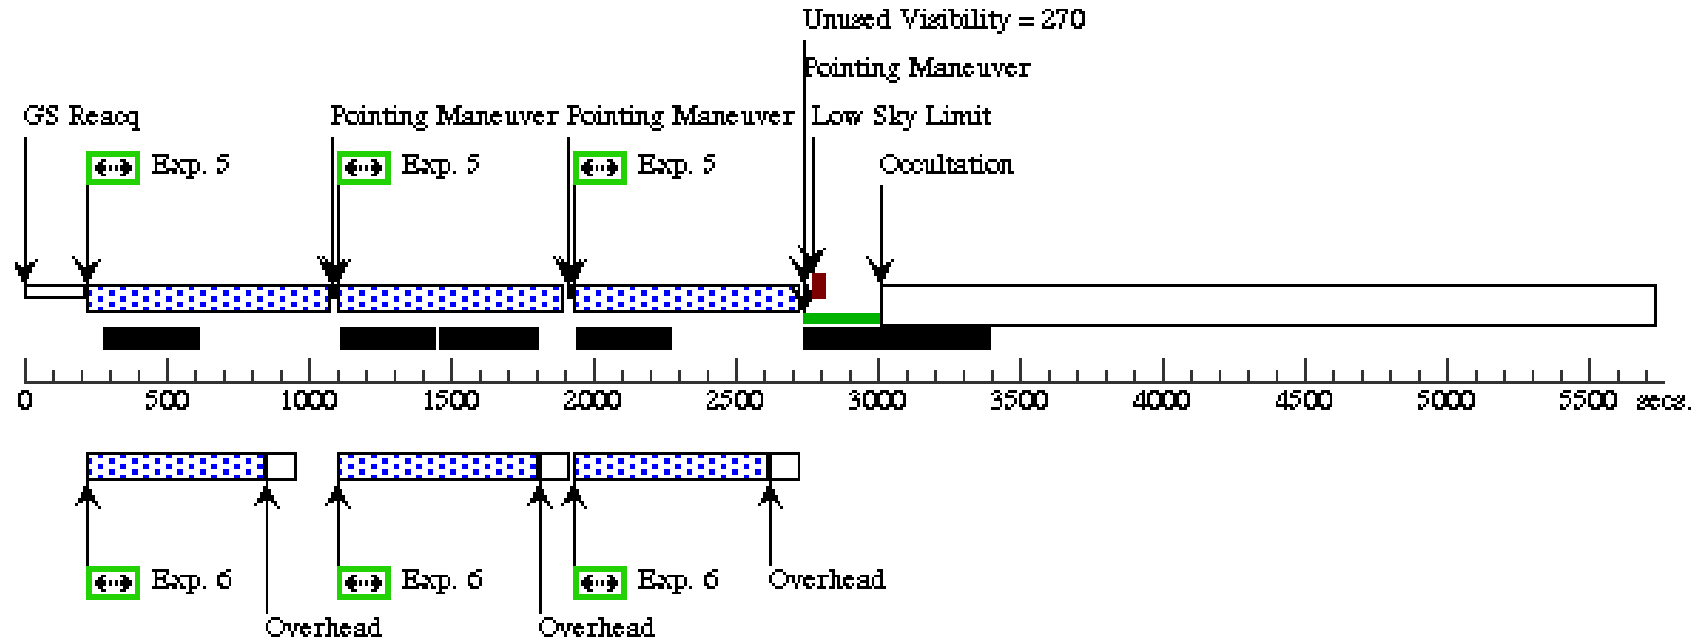 Unused Visibility = 270
Pointing Maneuver
GS Reacq
Pointing Maneuver
Pointing Maneuver
Low Sky Limit
Exp. 5
Exp. 5
Exp. 5
Occultation
0 500 1000 1500 2000 2500 3000 3500 4000 4500 5000 5500 secs.
Exp. 6
Exp. 6
Exp. 6
Overhead
Overhead
Overhead